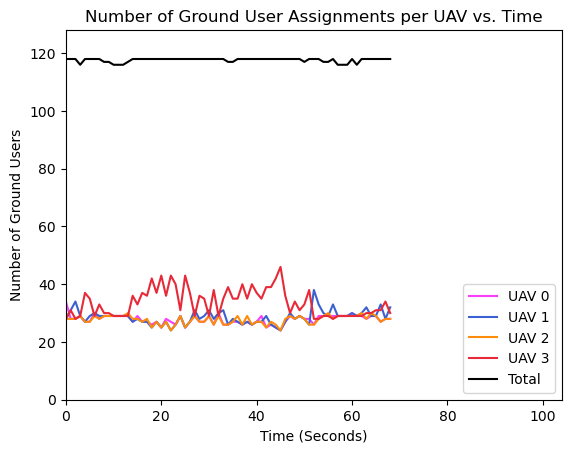 Number of Ground User Assignments per UAV vs. Time
Number of Ground Users
120
100
80
60
40
20
0
0 20 40 60 80 100
Time (Seconds)
UAV 0
UAV 1
UAV 2
UAV 3
Total